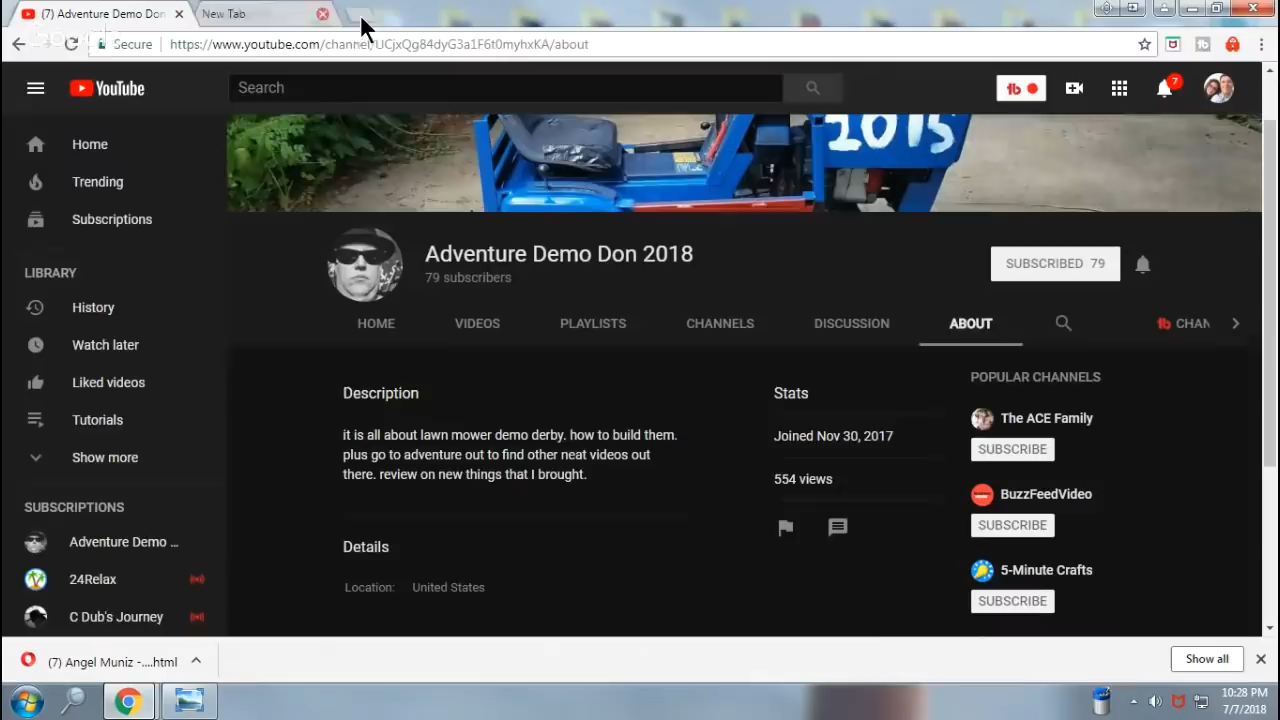 (7) Adventure Demo Don
New Tab
Secure
https://www.youtube.com/channel/UCjxQg84dyG3a1F6t0myhxKA/about
YouTube
Search
7
2015
Home
Trending
Subscriptions
LIBRARY
History
Watch later
Liked videos
Tutorials
Show more
SUBSCRIPTIONS
Adventure Demo ...
24Relax
C Dub's Journey
Adventure Demo Don 2018
79 subscribers
SUBSCRIBED 79
HOME
VIDEOS
PLAYLISTS
CHANNELS
DISCUSSION
ABOUT
CHAN
Description
it is all about lawn mower demo derby. how to build them.
plus go to adventure out to find other neat videos out
there. review on new things that I brought.
Details
Location: United States
Stats
Joined Nov 30, 2017
554 views
POPULAR CHANNELS
The ACE Family
SUBSCRIBE
BuzzFeedVideo
SUBSCRIBE
5-Minute Crafts
SUBSCRIBE
(7) Angel Muniz -....html
Show all
10:28 PM
7/7/2018